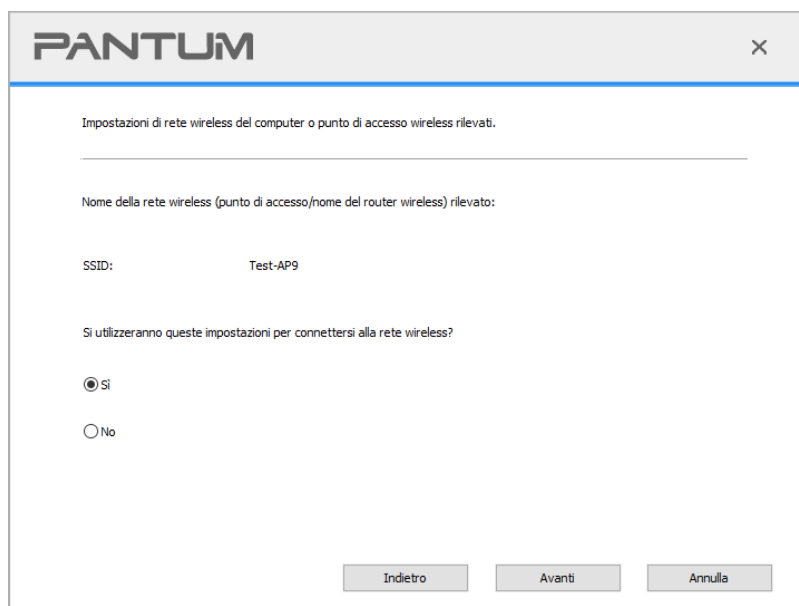 PANTUM
Impostazioni di rete wireless del computer o punto di accesso wireless rilevati.
Nome della rete wireless (punto di accesso/nome del router wireless) rilevato:
SSID: Test-AP9
Si utilizzeranno queste impostazioni per connettersi alla rete wireless?
Sì
No
Indietro Avanti Annulla